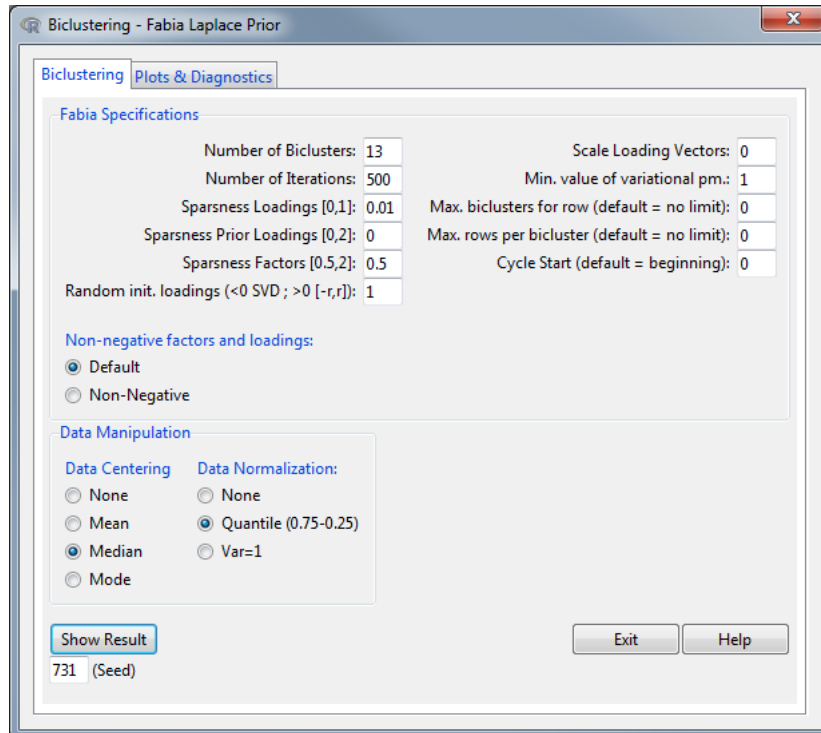 Biclustering - Fabia Laplace Prior
Biclustering Plots & Diagnostics
Fabia Specifications
Number of Biclusters: 13
Scale Loading Vectors: 0
Number of Iterations: 500
Min. value of variational pm.: 1
Sparsness Loadings [0,1]: 0.01
Max. biclusters for row (default = no limit): 0
Sparsness Prior Loadings [0,2]: 0
Max. rows per bicluster (default = no limit): 0
Sparsness Factors [0.5,2]: 0.5
Cycle Start (default = beginning): 0
Random init. loadings (<0 SVD ; >0 [-r,r]): 1
Non-negative factors and loadings:
Default
Non-Negative
Data Manipulation
Data Centering
Data Normalization:
None
None
Mean
Quantile (0.75-0.25)
Median
Var=1
Mode
Show Result
Exit
Help
731 (Seed)